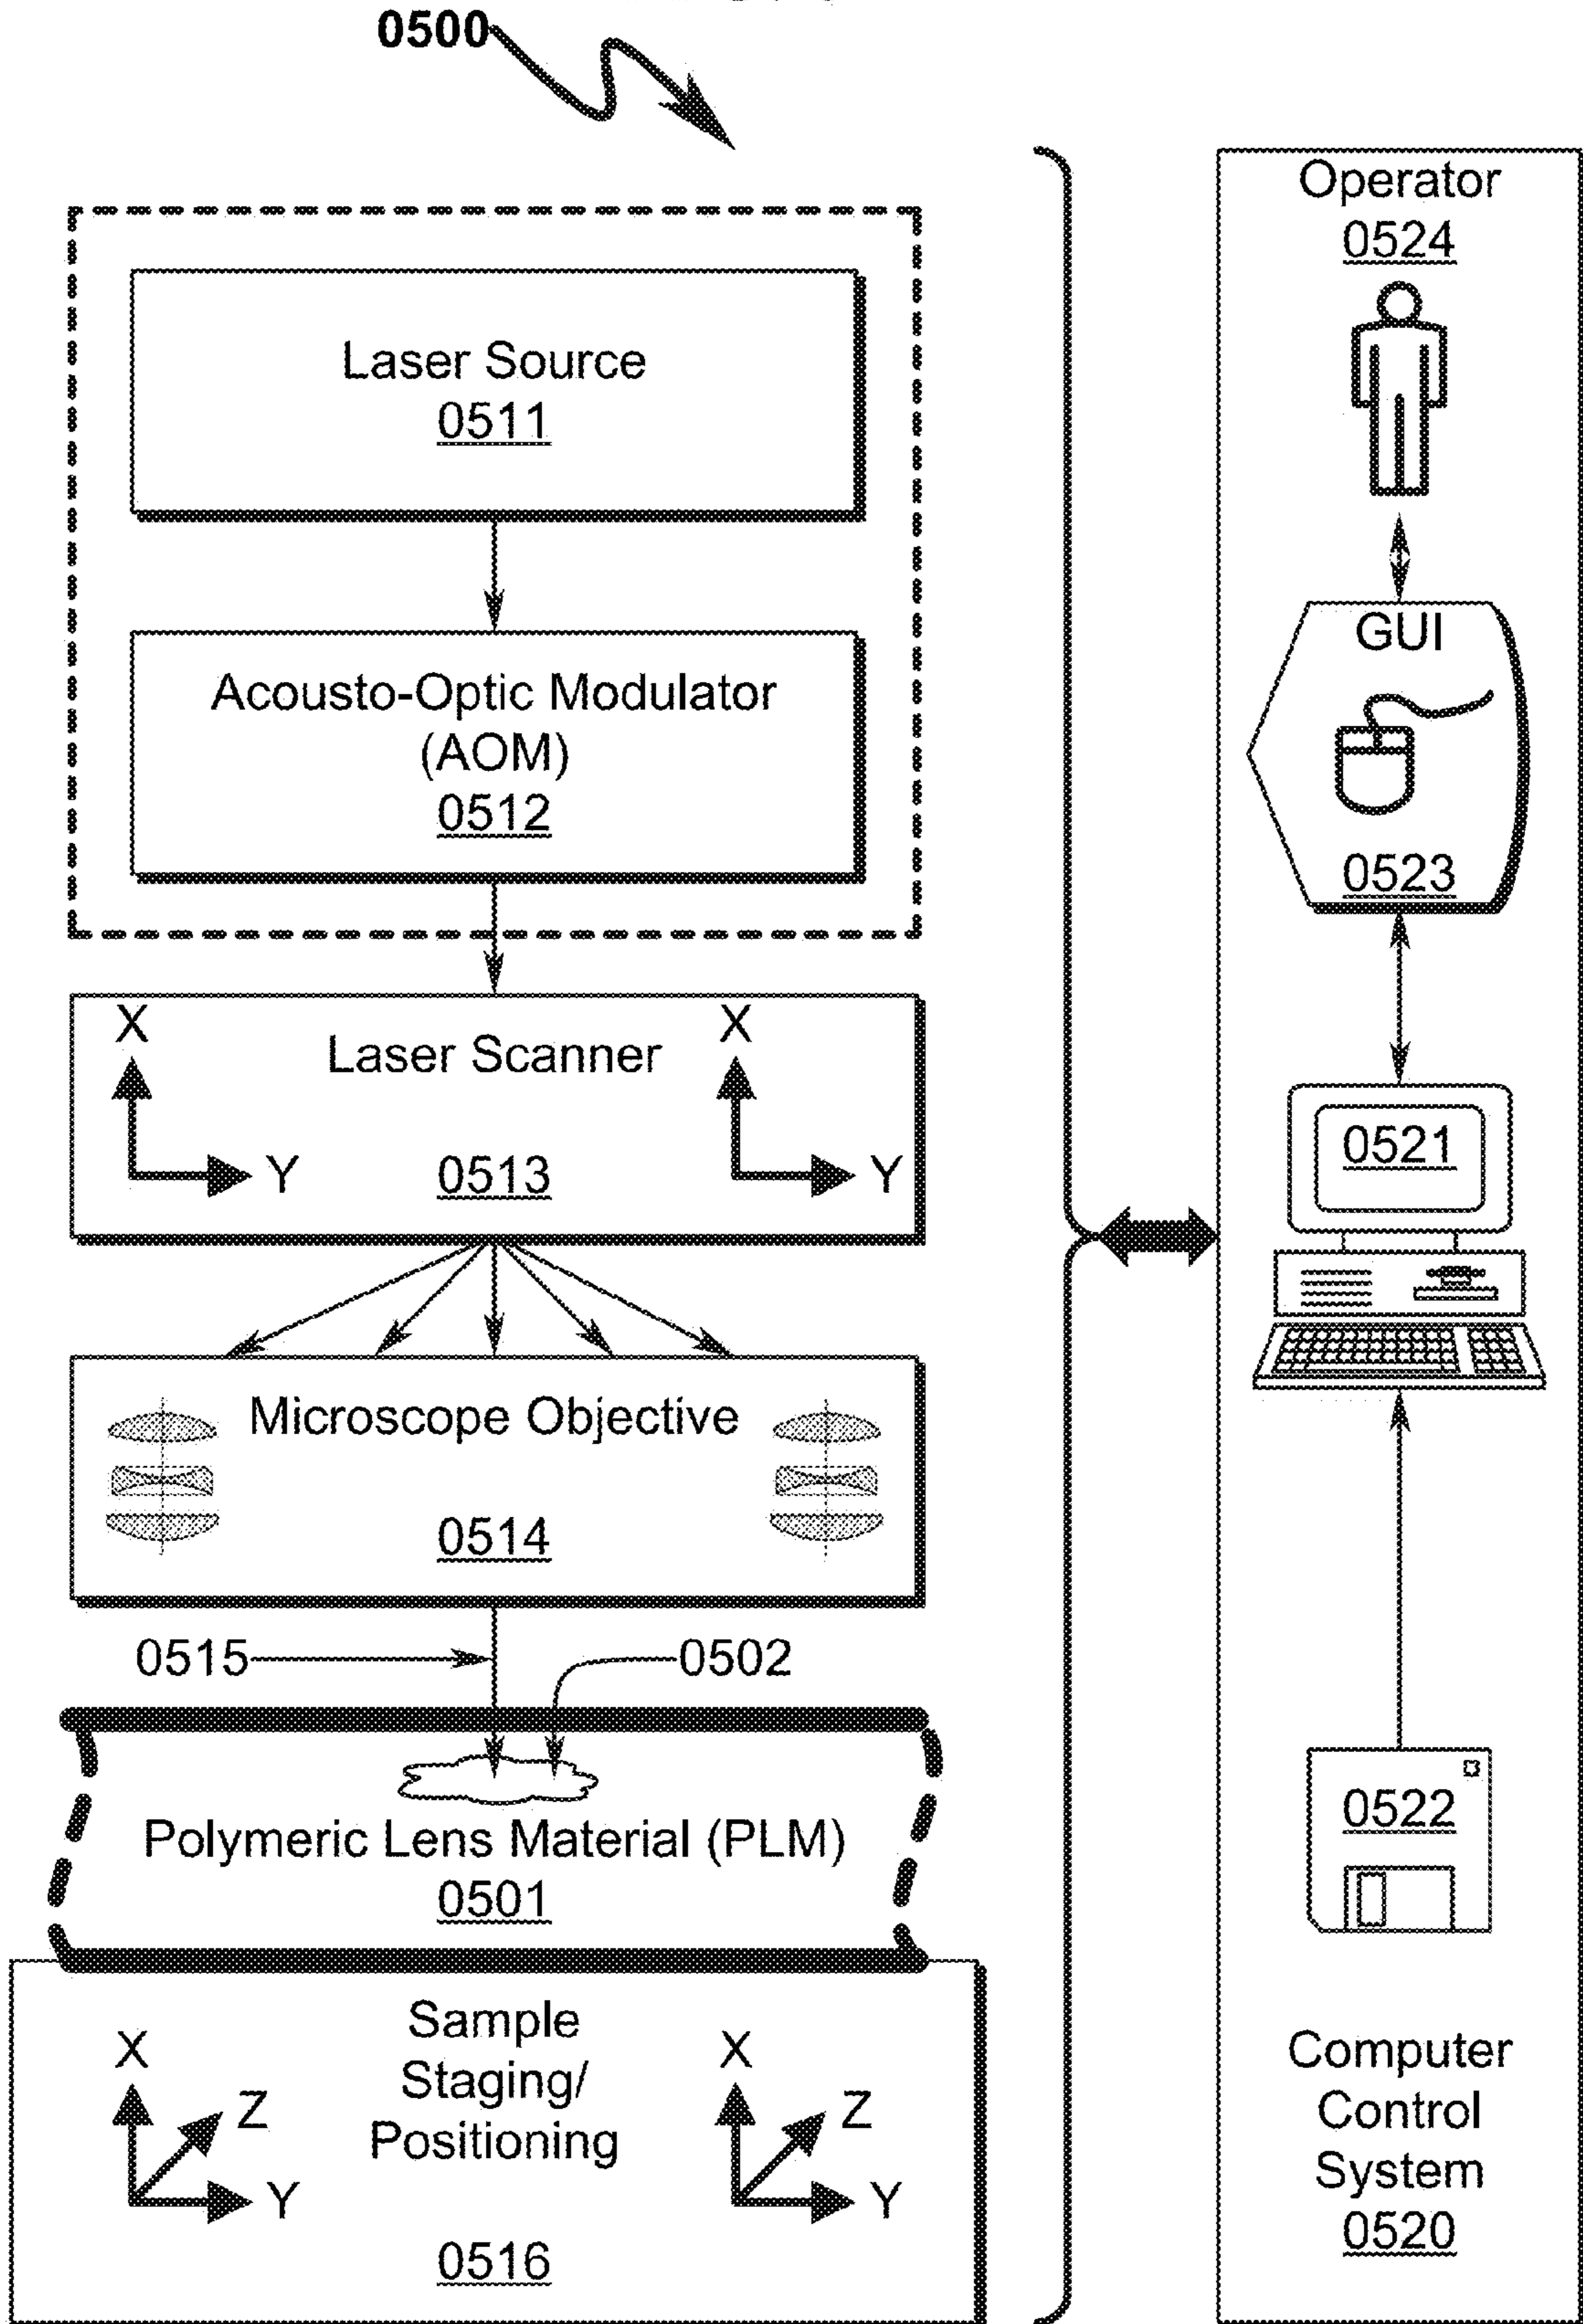 0500
Laser Source
0511
Acousto-Optic Modulator
(AOM)
0512
X
X
Laser Scanner
Y
0513
Y
Microscope Objective
0514
0515
0502
Polymeric Lens Material (PLM)
0501
Sample
Staging/
Positioning
X
Z
Y
X
Z
Y
0516
Operator
0524
GUI
0523
0521
0522
Computer
Control
System
0520